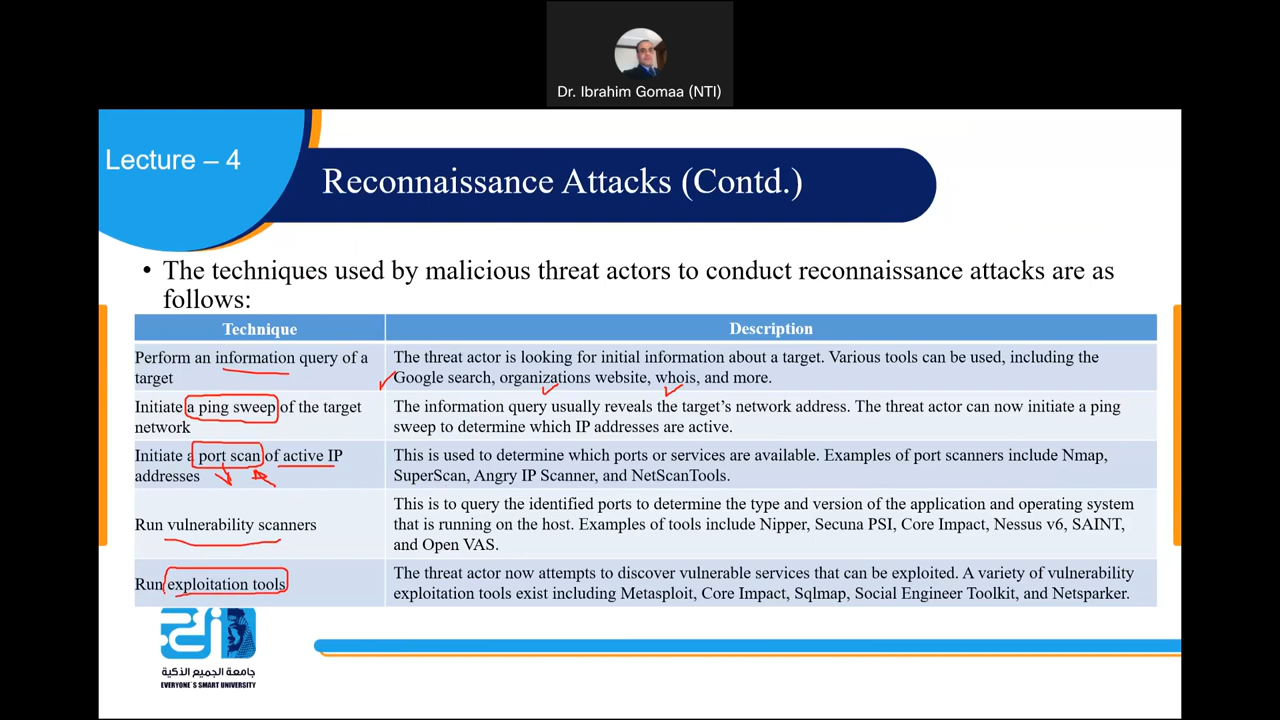 Dr. Ibrahim Gomaa (NTI)
Lecture – 4
Reconnaissance Attacks (Contd.)
• The techniques used by malicious threat actors to conduct reconnaissance attacks are as
follows:
Technique
Description
Perform an information query of a
target
The threat actor is looking for initial information about a target. Various tools can be used, including the
Google search, organizations website, whois, and more.
Initiate a ping sweep of the target
network
The information query usually reveals the target’s network address. The threat actor can now initiate a ping
sweep to determine which IP addresses are active.
Initiate a port scan of active IP
addresses
This is used to determine which ports or services are available. Examples of port scanners include Nmap,
SuperScan, Angry IP Scanner, and NetScanTools.
Run vulnerability scanners
This is to query the identified ports to determine the type and version of the application and operating system
that is running on the host. Examples of tools include Nipper, Secuna PSI, Core Impact, Nessus v6, SAINT,
and Open VAS.
Run exploitation tools
The threat actor now attempts to discover vulnerable services that can be exploited. A variety of vulnerability
exploitation tools exist including Metasploit, Core Impact, Sqlmap, Social Engineer Toolkit, and Netsparker.
جامعة الجميع الذكية
EVERYONE`S SMART UNIVERSITY